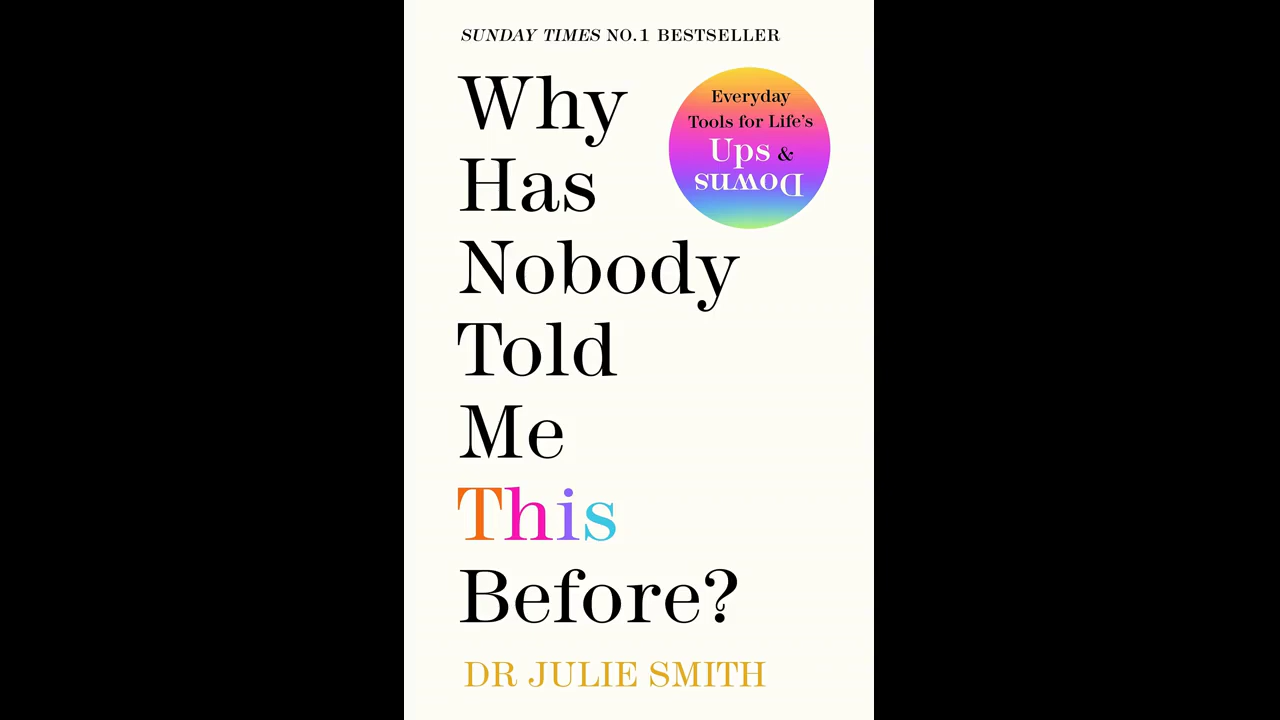 SUNDAY TIMES NO.1 BESTSELLER
Why
Has
Nobody
Told
Me
This
Before?
Everyday
Tools for Life's
Ups &
Downs
DR JULIE SMITH